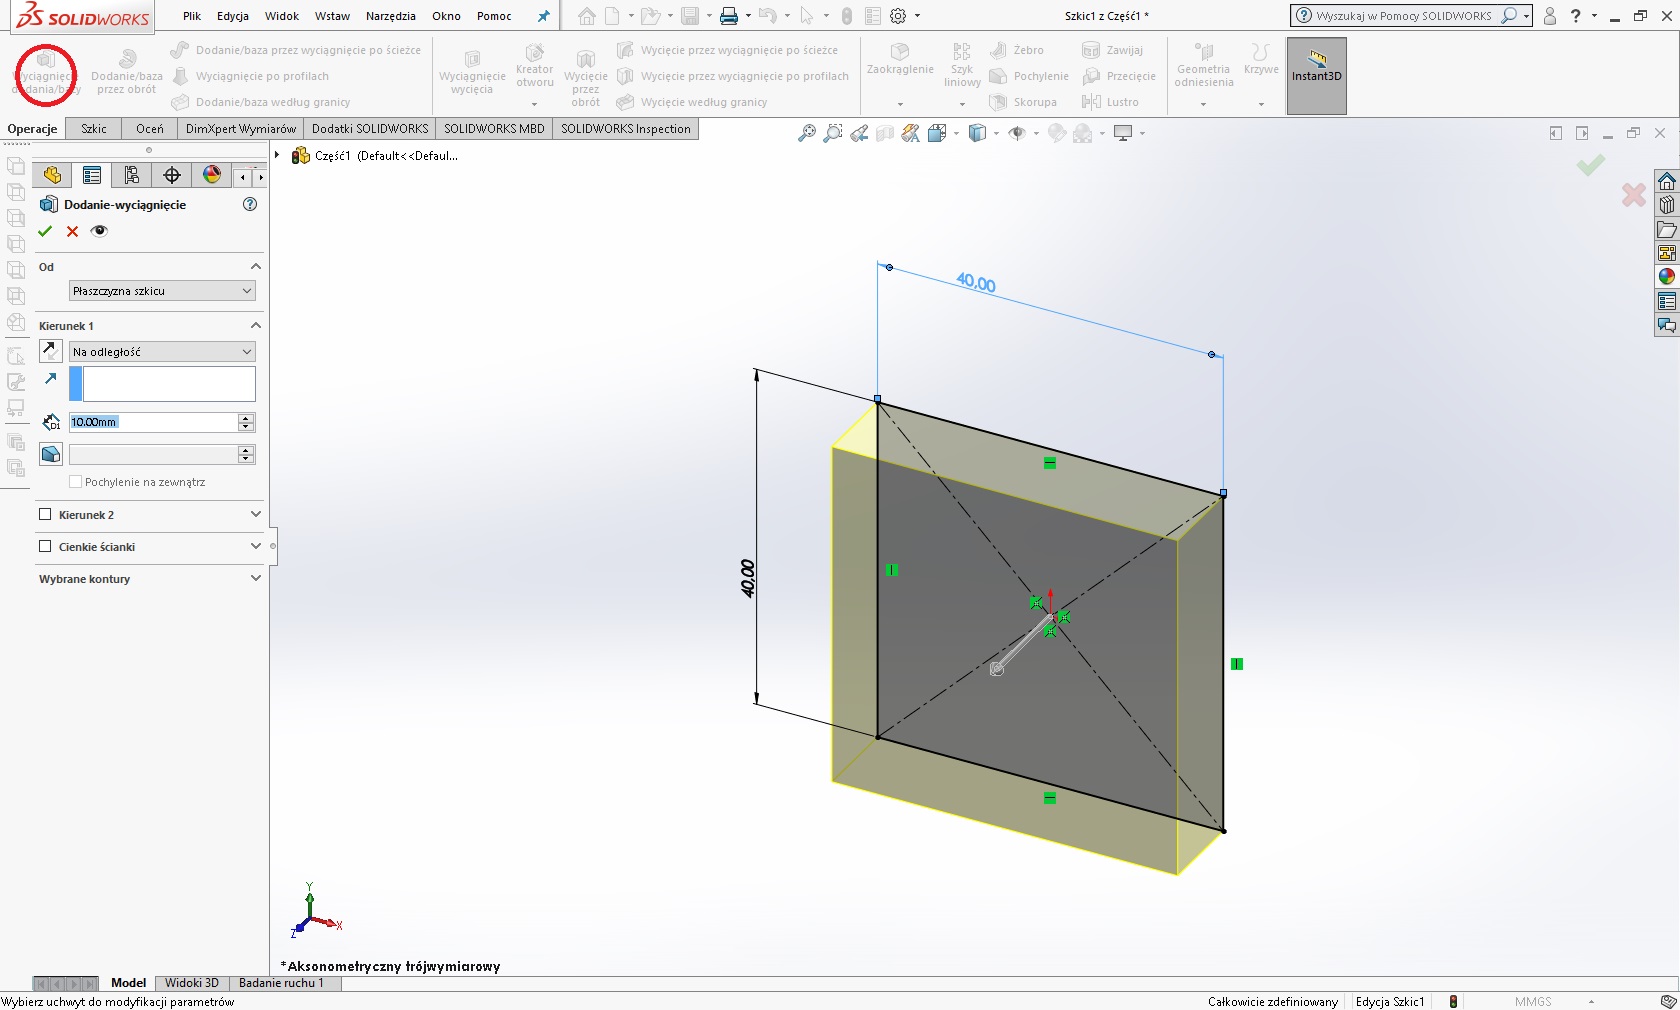 SOLIDWORKS
Plik Edycja Widok Wstaw Narzędzia Okno Pomoc
Szkic1 z Część1 *
Wyszukaj w Pomocy SOLIDWORKS
?
Wyciągnięcie
dodania/bazy
Dodanie/baza
przez obrót
Dodanie/baza przez wyciągnięcie po ścieżce
Wyciągnięcie po profilach
Dodanie/baza według granicy
Wyciągnięcie
wycięcia
Kreator
otworu
Wycięcie
przez
obrót
Wycięcie przez wyciągnięcie po ścieżce
Wycięcie przez wyciągnięcie po profilach
Wycięcie według granicy
Zaokrąglenie
Szyk
liniowy
Żebro
Pochylenie
Skorupa
Zawijaj
Przecięcie
Lustro
Geometria
odniesienia
Krzywe
Instant3D
Operacje Szkic Oceń DimXpert Wymiarów Dodatki SOLIDWORKS SOLIDWORKS MBD SOLIDWORKS Inspection
Część1 (Default<<Defaul...
Dodanie-wyciągnięcie
?
Od
Płaszczyzna szkicu
Kierunek 1
Na odległość
D1
10.00mm
Pochylenie na zewnątrz
Kierunek 2
Cienkie ścianki
Wybrane kontury
40,00
40,00
Y
X
Z
*Aksonometryczny trójwymiarowy
Model Widoki 3D Badanie ruchu 1
Wybierz uchwyt do modyfikacji parametrów
Całkowicie zdefiniowany Edycja Szkic1 MMGS